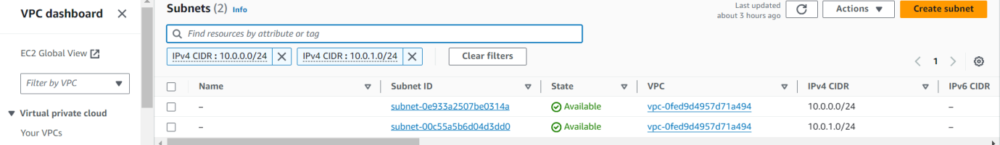 VPC dashboard
EC2 Global View
Filter by VPC
Virtual private cloud
Your VPCs
Subnets (2) Info
Last updated
about 3 hours ago
Actions
Create subnet
Find resources by attribute or tag
IPv4 CIDR : 10.0.0.0/24
IPv4 CIDR : 10.0.1.0/24
Clear filters
1
Name Subnet ID State VPC IPv4 CIDR IPv6 CIDR
– subnet-0e933a2507be0314a Available vpc-0fed9d4957d71a494 10.0.0.0/24 –
– subnet-00c55a5b6d04d3dd0 Available vpc-0fed9d4957d71a494 10.0.1.0/24 –